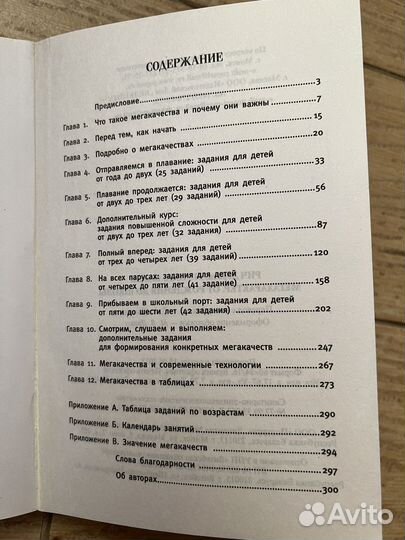 СОДЕРЖАНИЕ
Предисловие 3
Глава 1. Что такое мегакачества и почему они важны 7
Глава 2. Перед тем, как начать 15
Глава 3. Подробно о мегакачествах 20
Глава 4. Отправляемся в плавание: задания для детей
от года до двух (25 заданий) 33
Глава 5. Плавание продолжается: задания для детей
от двух до трех лет (29 заданий) 56
Глава 6. Дополнительный курс:
задания повышенной сложности для детей
от двух до трех лет (32 задания) 87
Глава 7. Полный вперед: задания для детей
от трех до четырех лет (39 заданий) 120
Глава 8. На всех парусах: задания для детей
от четырех до пяти лет (41 задание) 158
Глава 9. Прибываем в школьный порт: задания для детей
от пяти до шести лет (42 задания) 202
Глава 10. Смотрим, слушаем и выполняем:
дополнительные задания
для формирования конкретных мегакачеств 247
Глава 11. Мегакачества и современные технологии 267
Глава 12. Мегакачества в таблицах 273
Приложение А. Таблица заданий по возрастам 290
Приложение Б. Календарь занятий 292
Приложение В. Значение мегакачеств 294
Слова благодарности 297
Об авторах 300
Avito